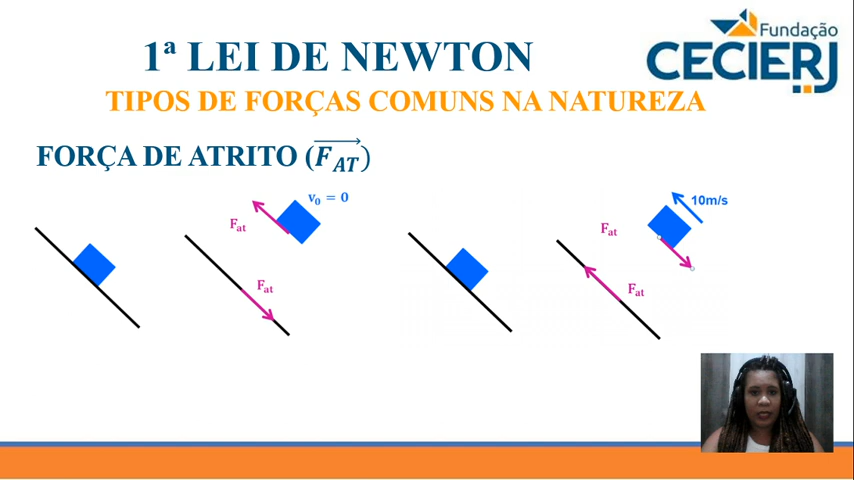 1ª LEI DE NEWTON
Fundação
CECIERJ
TIPOS DE FORÇAS COMUNS NA NATUREZA
FORÇA DE ATRITO (F AT)
v₀ = 0
10m/s
Fat
Fat
Fat
Fat